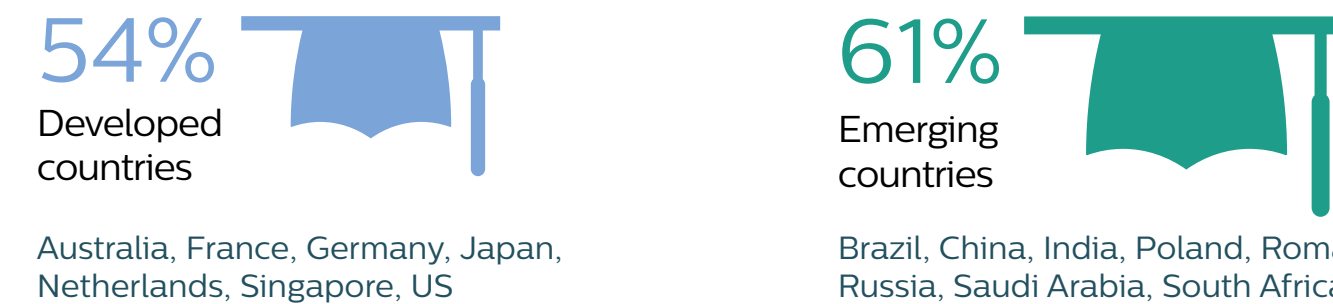 54%
Developed
countries
Australia, France, Germany, Japan,
Netherlands, Singapore, US
61%
Emerging
countries
Brazil, China, India, Poland,
Russia, Saudi Arabia, South